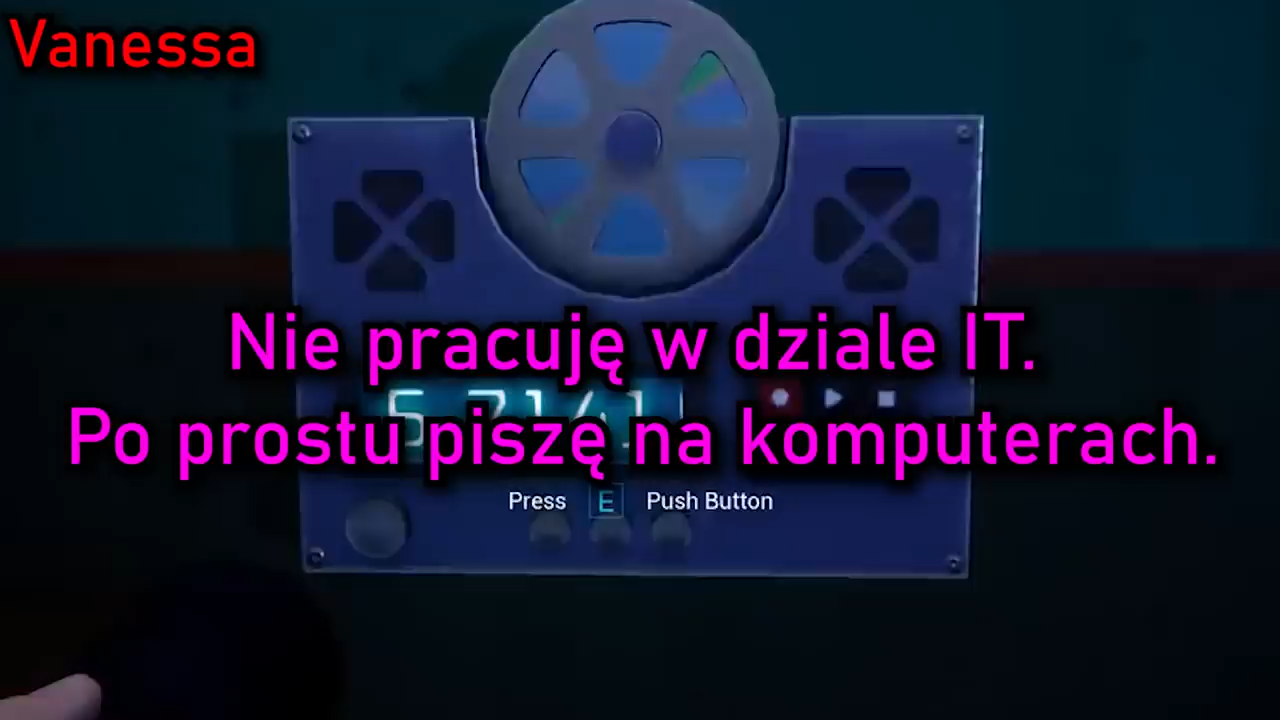 Vanessa
Nie pracuję w dziale IT.
Po prostu piszę na komputerach.
Press E Push Button